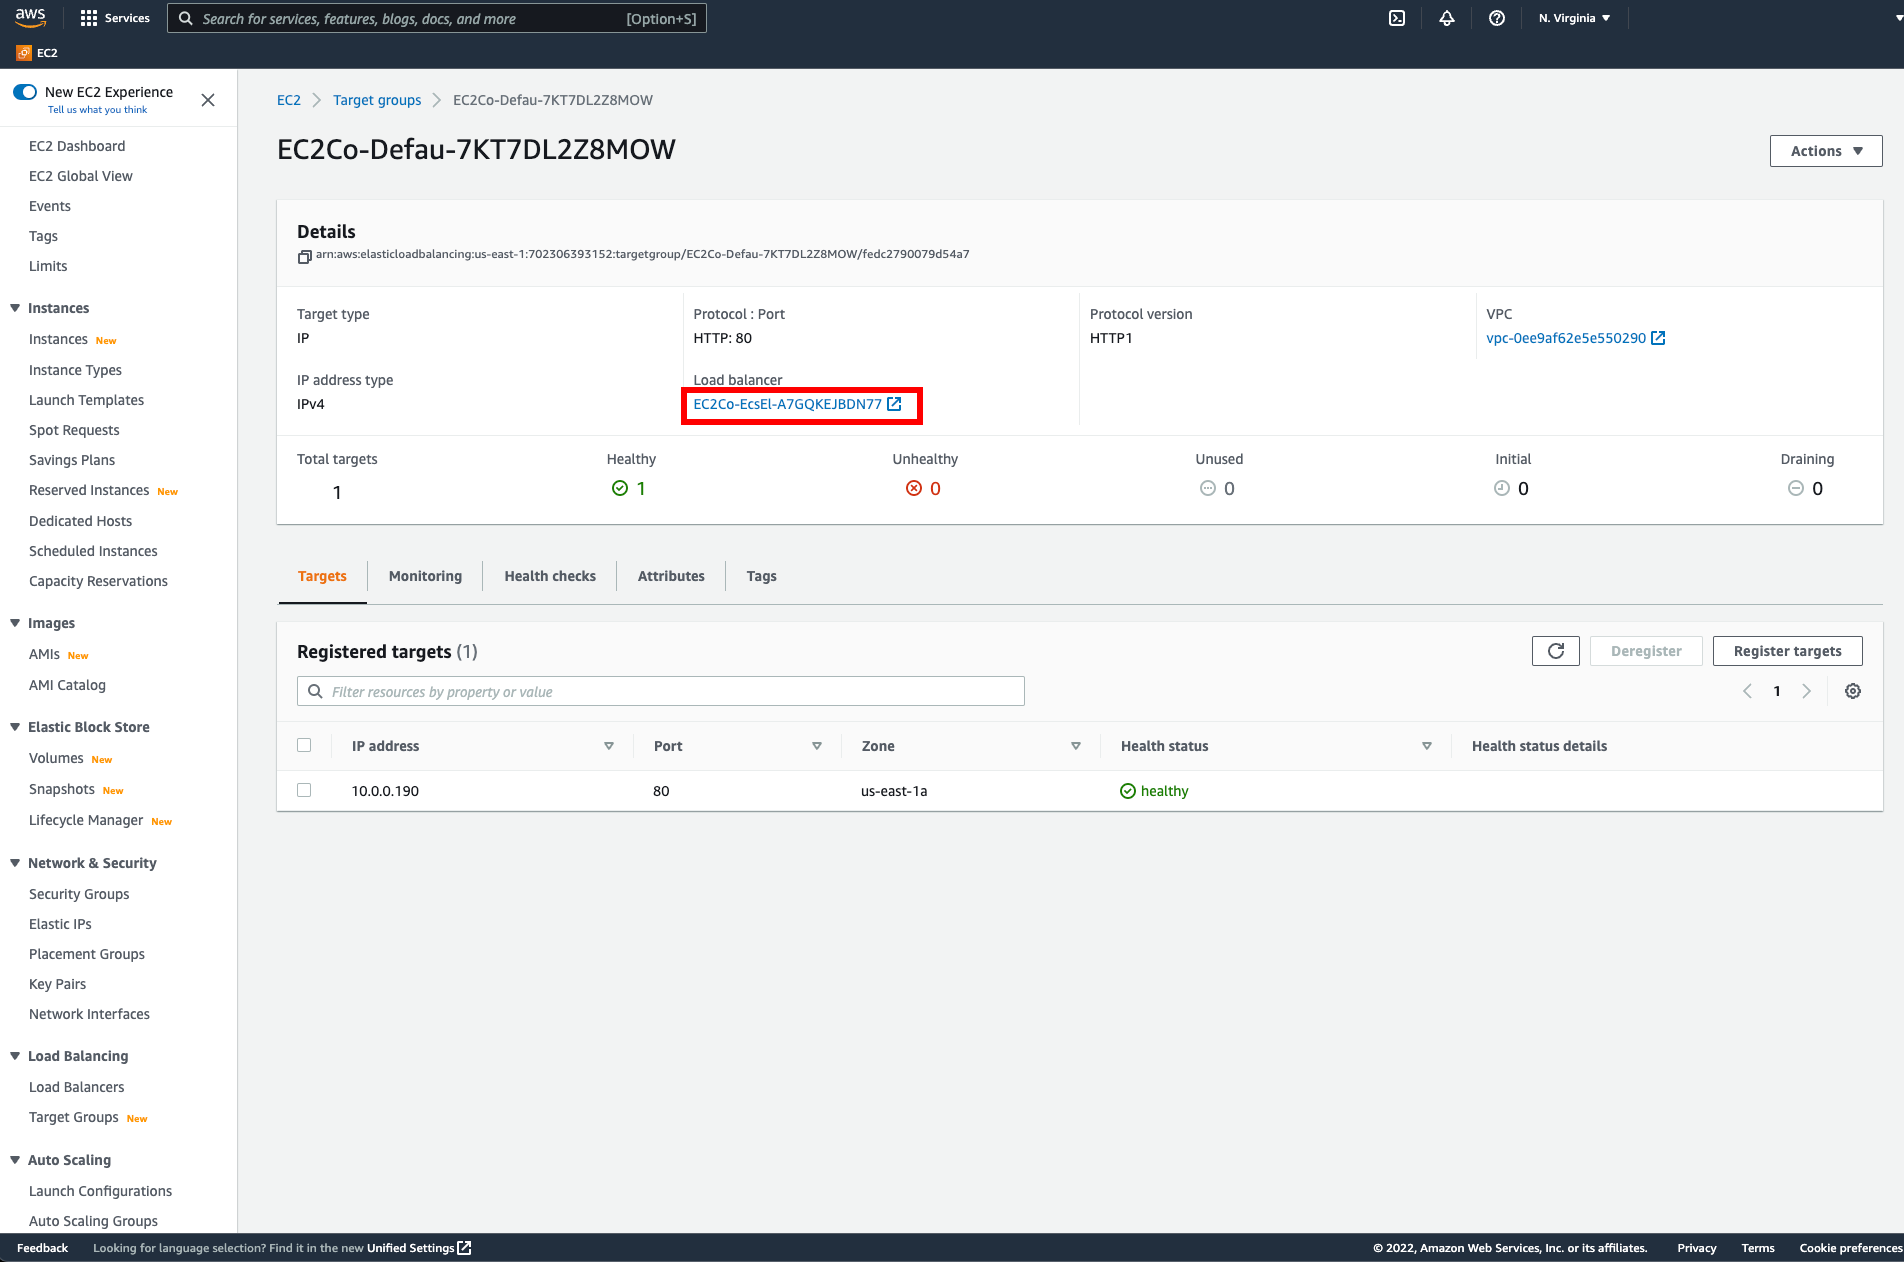 aws
Services
Search for services, features, blogs, docs, and more
[Option+S]
N. Virginia
EC2
New EC2 Experience
Tell us what you think
EC2 Dashboard
EC2 Global View
Events
Tags
Limits
Instances
Instances New
Instance Types
Launch Templates
Spot Requests
Savings Plans
Reserved Instances New
Dedicated Hosts
Scheduled Instances
Capacity Reservations
Images
AMIs New
AMI Catalog
Elastic Block Store
Volumes New
Snapshots New
Lifecycle Manager New
Network & Security
Security Groups
Elastic IPs
Placement Groups
Key Pairs
Network Interfaces
Load Balancing
Load Balancers
Target Groups New
Auto Scaling
Launch Configurations
Auto Scaling Groups
EC2 Target groups EC2Co-Defau-7KT7DL2Z8MOW
EC2Co-Defau-7KT7DL2Z8MOW
Actions
Details
arn:aws:elasticloadbalancing:us-east-1:702306393152:targetgroup/EC2Co-Defau-7KT7DL2Z8MOW/fedc2790079d54a7
Target type
IP
Protocol : Port
HTTP: 80
Protocol version
HTTP1
VPC
vpc-0ee9af62e5e550290
IP address type
IPv4
Load balancer
EC2Co-EcsEl-A7GQKEJBDN77
Total targets
1
Healthy
1
Unhealthy
0
Unused
0
Initial
0
Draining
0
Targets Monitoring Health checks Attributes Tags
Registered targets (1)
Deregister
Register targets
Filter resources by property or value
1
IP address Port Zone Health status Health status details
10.0.0.190 80 us-east-1a healthy
Feedback Looking for language selection? Find it in the new Unified Settings
© 2022, Amazon Web Services, Inc. or its affiliates. Privacy Terms Cookie preferences